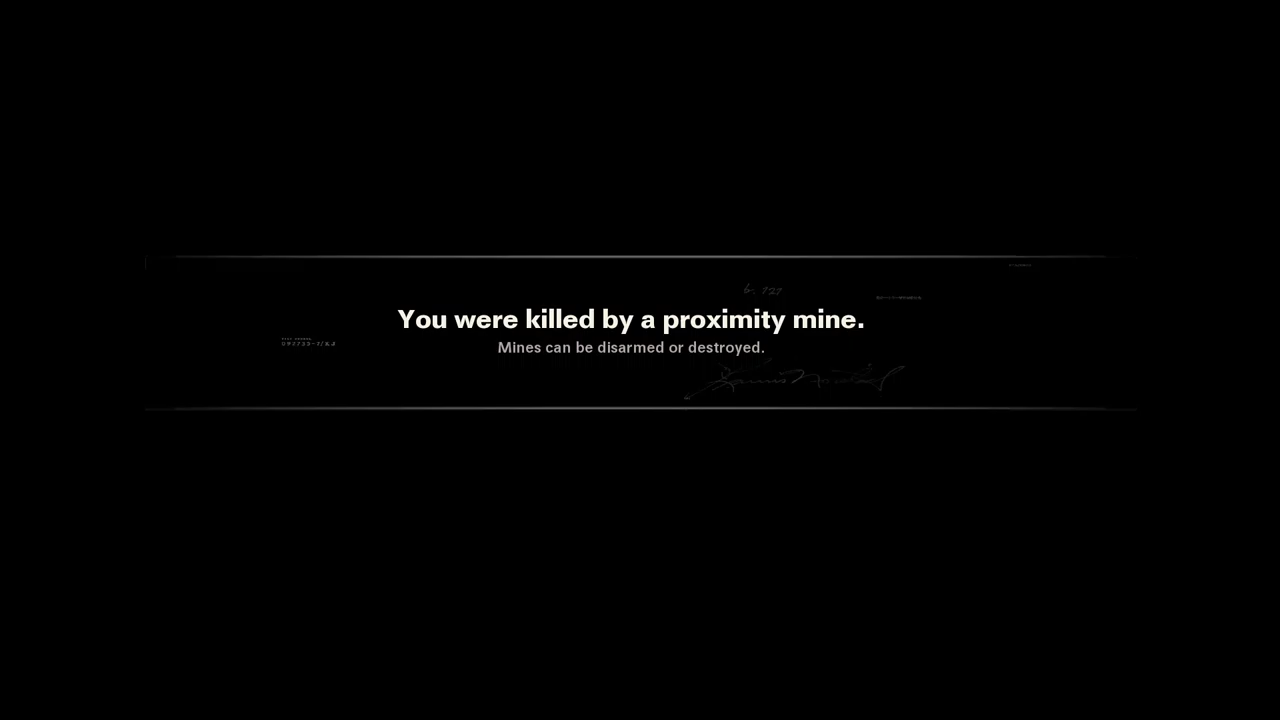 You were killed by a proximity mine.
Mines can be disarmed or destroyed.